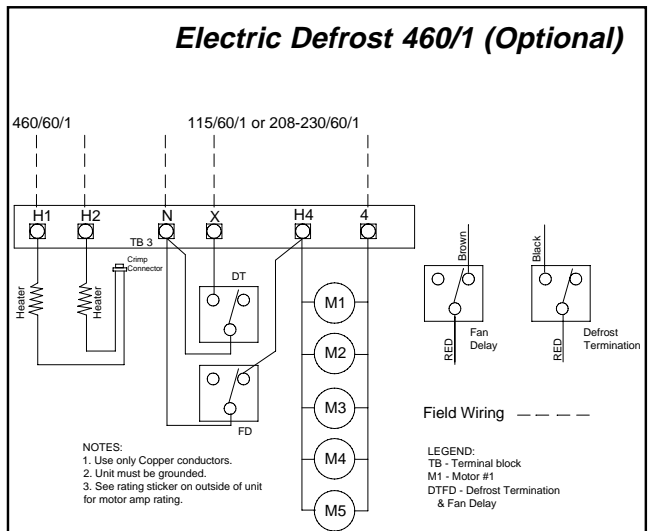 Electric Defrost 460/1 (Optional)
460/60/1
115/60/1 or 208-230/60/1
H1 H2 N X H4 4
TB 3
Crimp
Connector
Heater
Heater
DT
FD
M1
M2
M3
M4
M5
Brown
RED
Fan
Delay
Black
RED
Defrost
Termination
Field Wiring
NOTES:
1. Use only Copper conductors.
2. Unit must be grounded.
3. See rating sticker on outside of unit
for motor amp rating.
LEGEND:
TB - Terminal block
M1 - Motor #1
DTFD - Defrost Termination
& Fan Delay